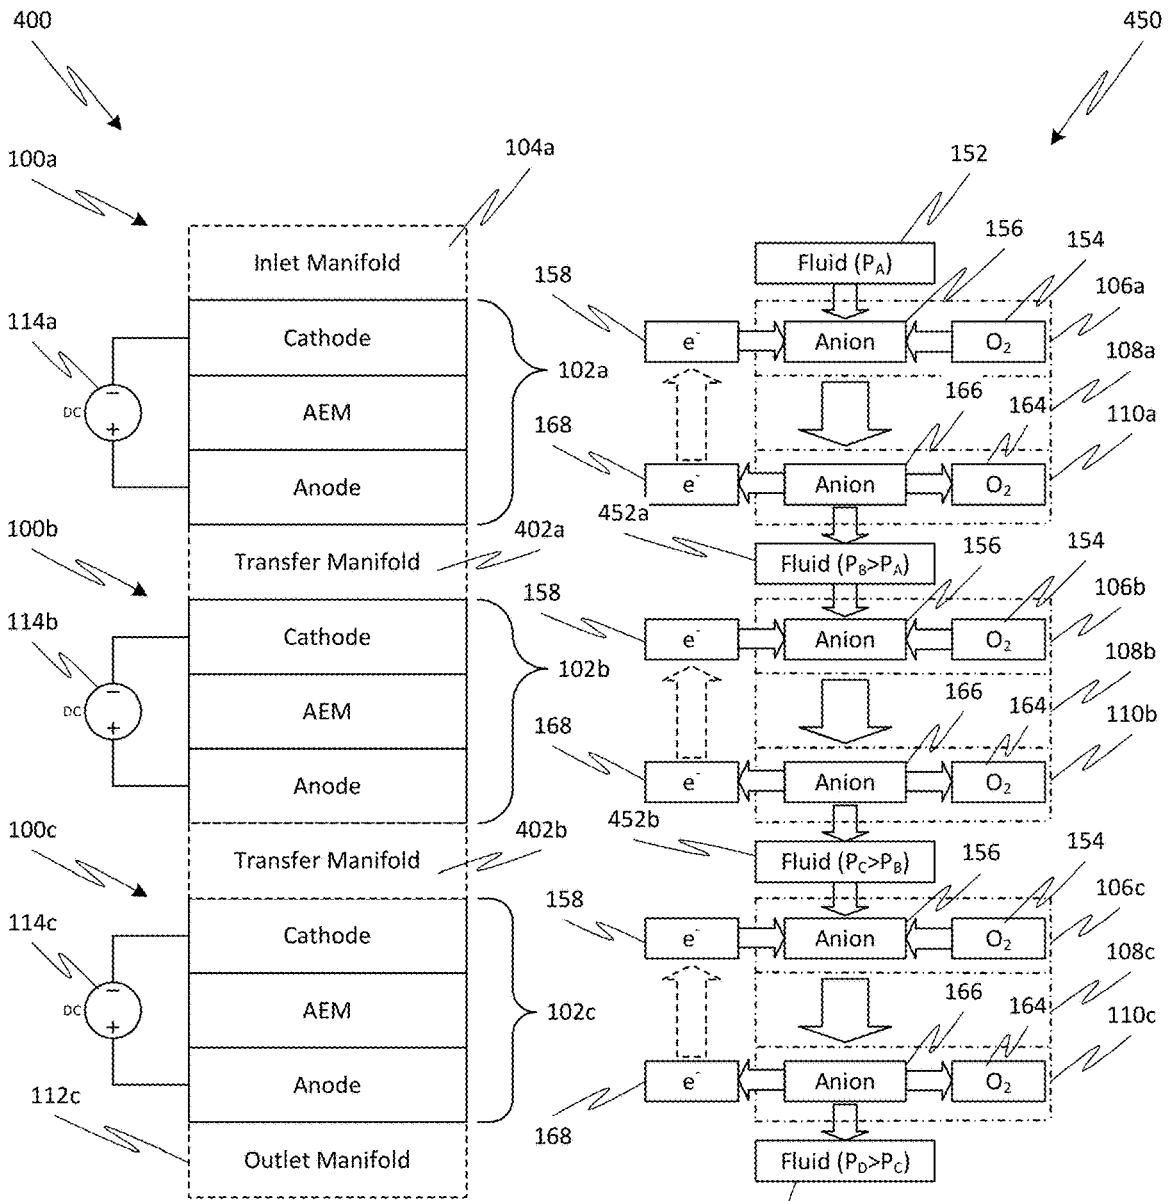 400
450
100a
104a
152
156
154
Inlet Manifold
Fluid (PA)
158
106a
114a
Cathode
e-
Anion
O2
108a
102a
DC
−
+
AEM
166
164
110a
168
Anode
e-
Anion
O2
100b
402a
452a
Transfer Manifold
Fluid (PB>PA)
156
154
158
106b
114b
Cathode
e-
Anion
O2
108b
102b
DC
−
+
AEM
166
164
110b
168
Anode
e-
Anion
O2
100c
402b
452b
Transfer Manifold
Fluid (PC>PB)
156
154
158
106c
114c
Cathode
e-
Anion
O2
108c
102c
DC
−
+
AEM
166
164
110c
Anode
e-
Anion
O2
112c
168
Outlet Manifold
Fluid (PD>PC)